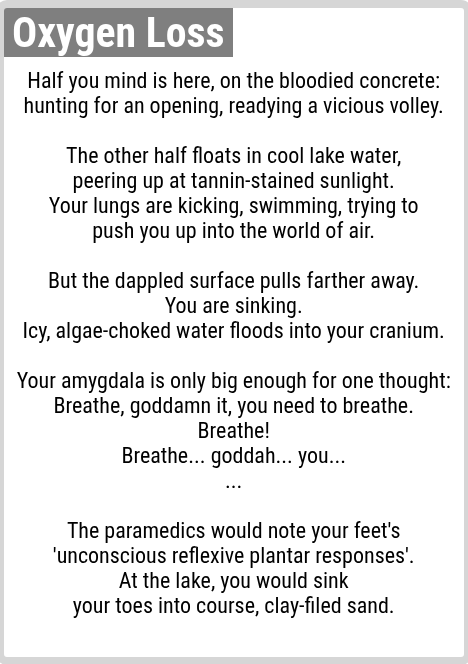 Oxygen Loss
Half you mind is here, on the bloodied concrete:
hunting for an opening, readying a vicious volley.
The other half floats in cool lake water,
peering up at tannin-stained sunlight.
Your lungs are kicking, swimming, trying to
push you up into the world of air.
But the dappled surface pulls farther away.
You are sinking.
Icy, algae-choked water floods into your cranium.
Your amygdala is only big enough for one thought:
Breathe, goddamn it, you need to breathe.
Breathe!
Breathe... goddah... you...
...
The paramedics would note your feet's
'unconscious reflexive plantar responses'.
At the lake, you would sink
your toes into course, clay-filed sand.